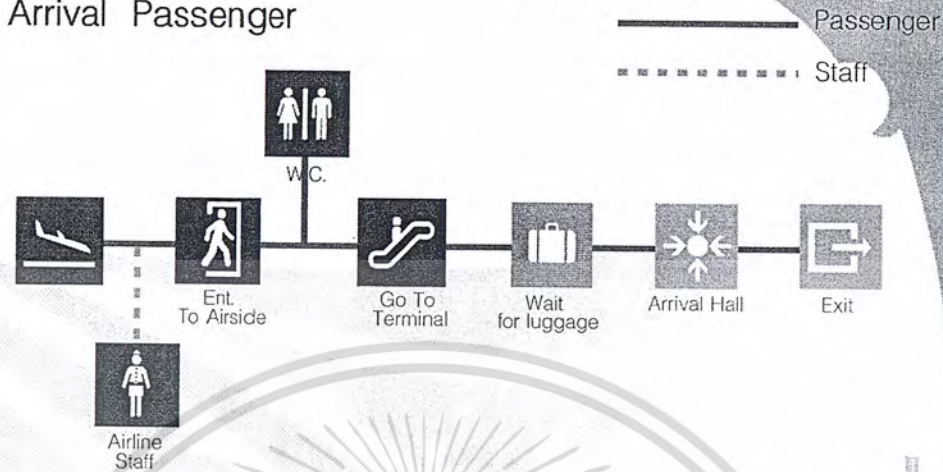 Arrival Passenger
Passenger
Staff
W.C.
Ent.
To Airside
Go To
Terminal
Wait
for luggage
Arrival Hall
Exit
Airline
Staff